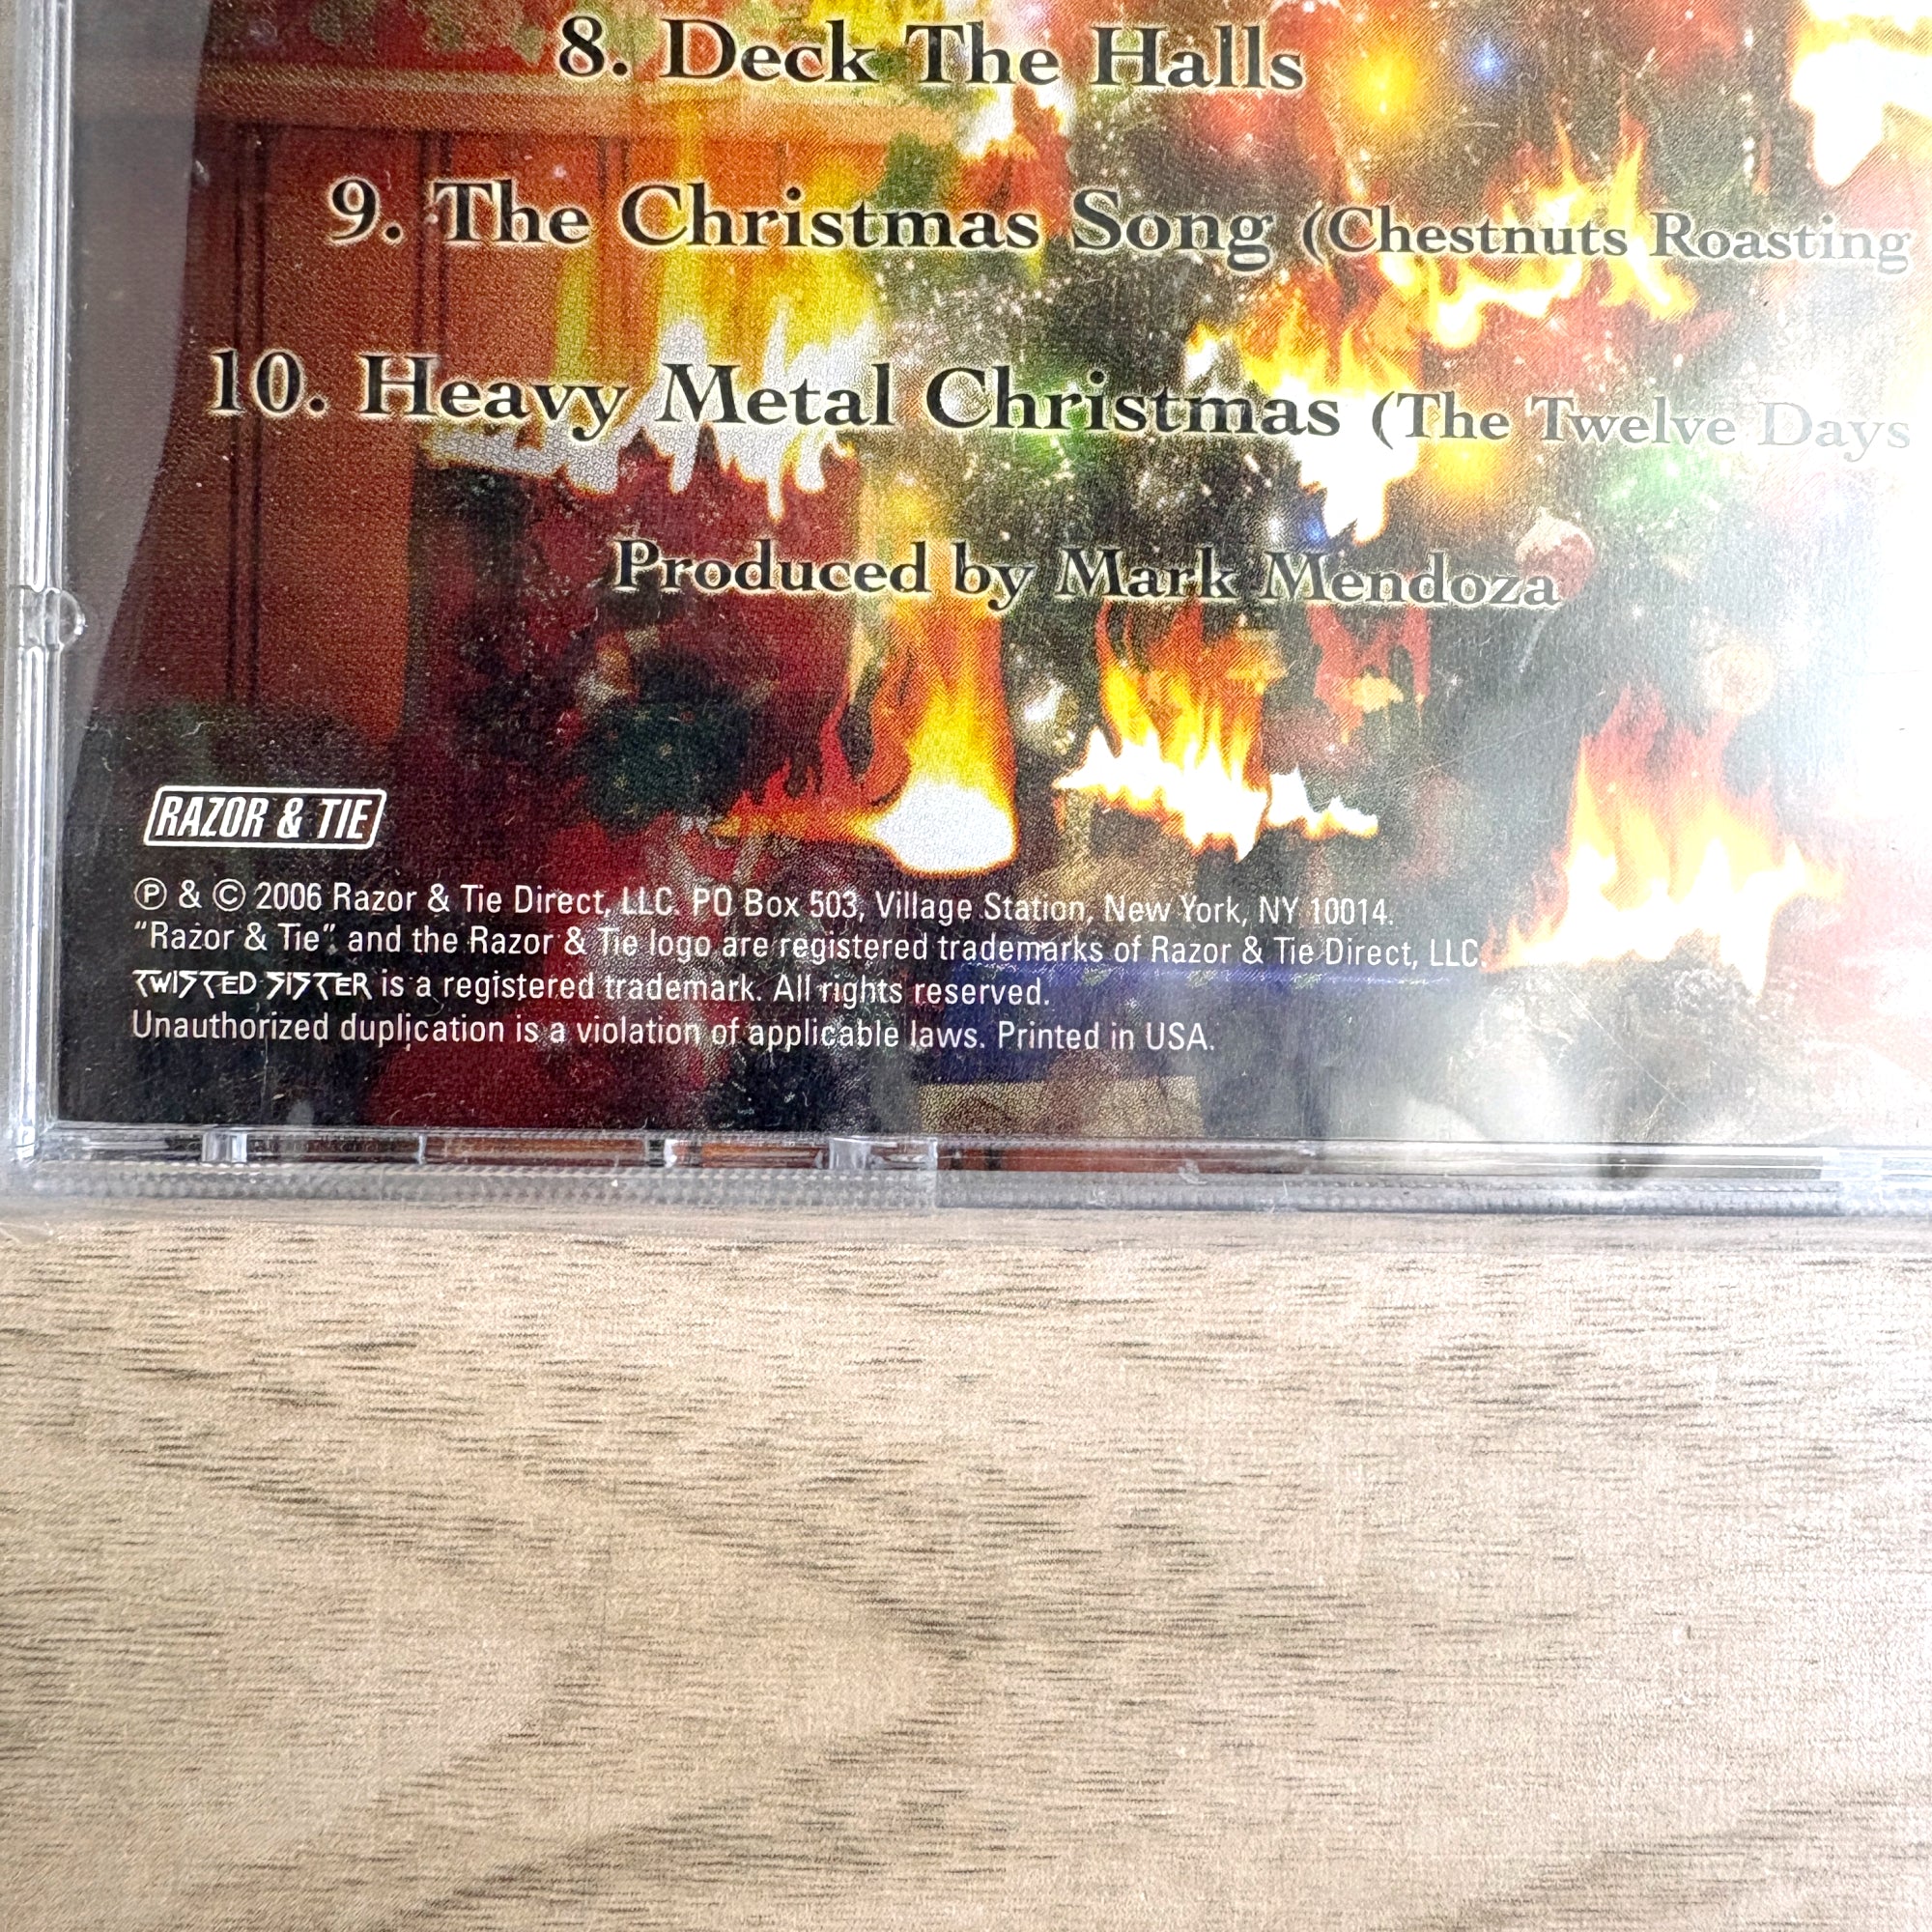 8. Deck The Halls
9. The Christmas Song (Chestnuts Roasting
10. Heavy Metal Christmas (The Twelve Days
Produced by Mark Mendoza
RAZOR & TIE
℗ & © 2006 Razor & Tie Direct, LLC. PO Box 503, Village Station, New York, NY 10014.
"Razor & Tie" and the Razor & Tie logo are registered trademarks of Razor & Tie Direct, LLC.
TWISTED SISTER is a registered trademark. All rights reserved.
Unauthorized duplication is a violation of applicable laws. Printed in USA.